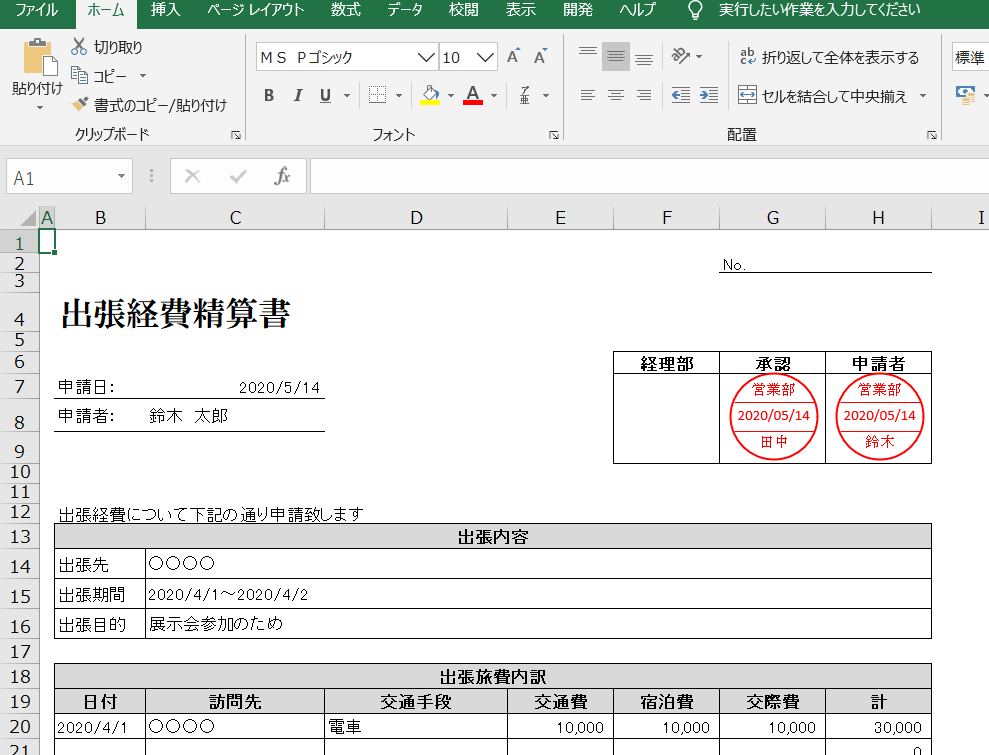 ファイル ホーム 挿入 ページ レイアウト 数式 データ 校閲 表示 開発 ヘルプ 実行したい作業を入力してください
貼り付け
切り取り
コピー
書式のコピー/貼り付け
クリップボード
ＭＳ Ｐゴシック 10 A A
B I U A 亜
フォント
ab 折り返して全体を表示する
セルを結合して中央揃え
配置
標準
A1 fx
A B C D E F G H I
1
2 No.
3
4 出張経費精算書
5
6 経理部 承認 申請者
7 申請日: 2020/5/14
8 申請者: 鈴木 太郎
営業部 営業部
2020/05/14 2020/05/14
田中 鈴木
9
10
11
12 出張経費について下記の通り申請致します
13 出張内容
14 出張先 〇〇〇〇
15 出張期間 2020/4/1～2020/4/2
16 出張目的 展示会参加のため
17
18 出張旅費内訳
19 日付 訪問先 交通手段 交通費 宿泊費 交際費 計
20 2020/4/1 〇〇〇〇 電車 10,000 10,000 10,000 30,000
21 0